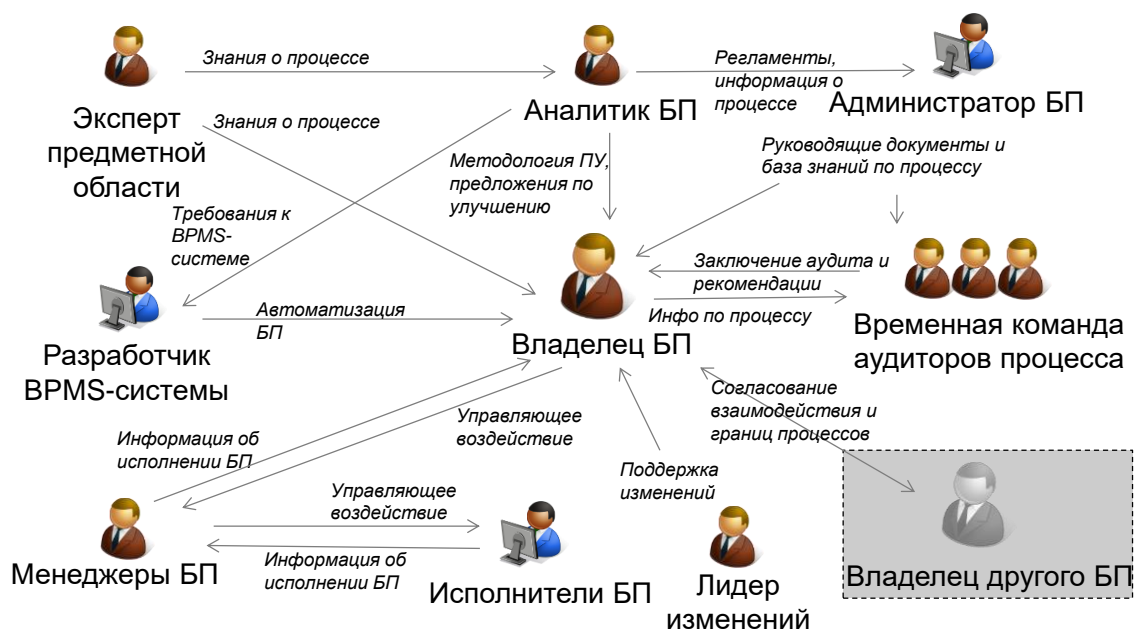 Знания о процессе
Регламенты,
информация о
процессе
Эксперт
предметной
области
Знания о процессе
Аналитик БП
Администратор БП
Методология ПУ,
предложения по
улучшению
Руководящие документы и
база знаний по процессу
Требования к
BPMS-
системе
Заключение аудита и
рекомендации
Автоматизация
БП
Инфо по процессу
Разработчик
BPMS-системы
Владелец БП
Временная команда
аудиторов процесса
Согласование
взаимодействия и
границ процессов
Информация об
исполнении БП
Управляющее
воздействие
Поддержка
изменений
Управляющее
воздействие
Информация об
исполнении БП
Менеджеры БП
Исполнители БП
Лидер
изменений
Владелец другого БП